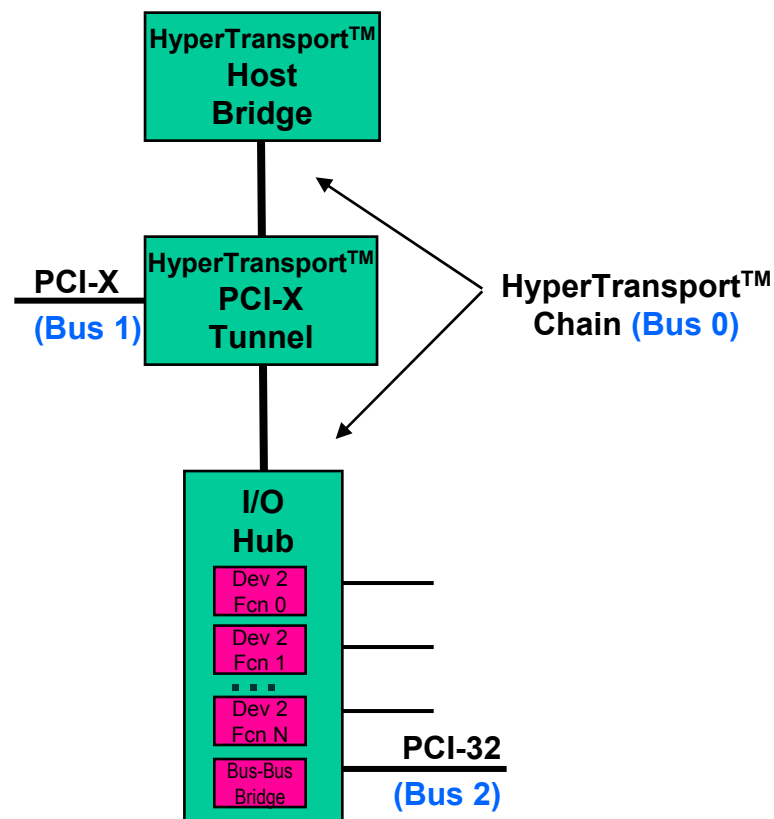 HyperTransport™
Host
Bridge
HyperTransport™
PCI-X
Tunnel
PCI-X
(Bus 1)
HyperTransport™
Chain (Bus 0)
I/O
Hub
Dev 2
Fcn 0
Dev 2
Fcn 1
...
Dev 2
Fcn N
Bus-Bus
Bridge
PCI-32
(Bus 2)